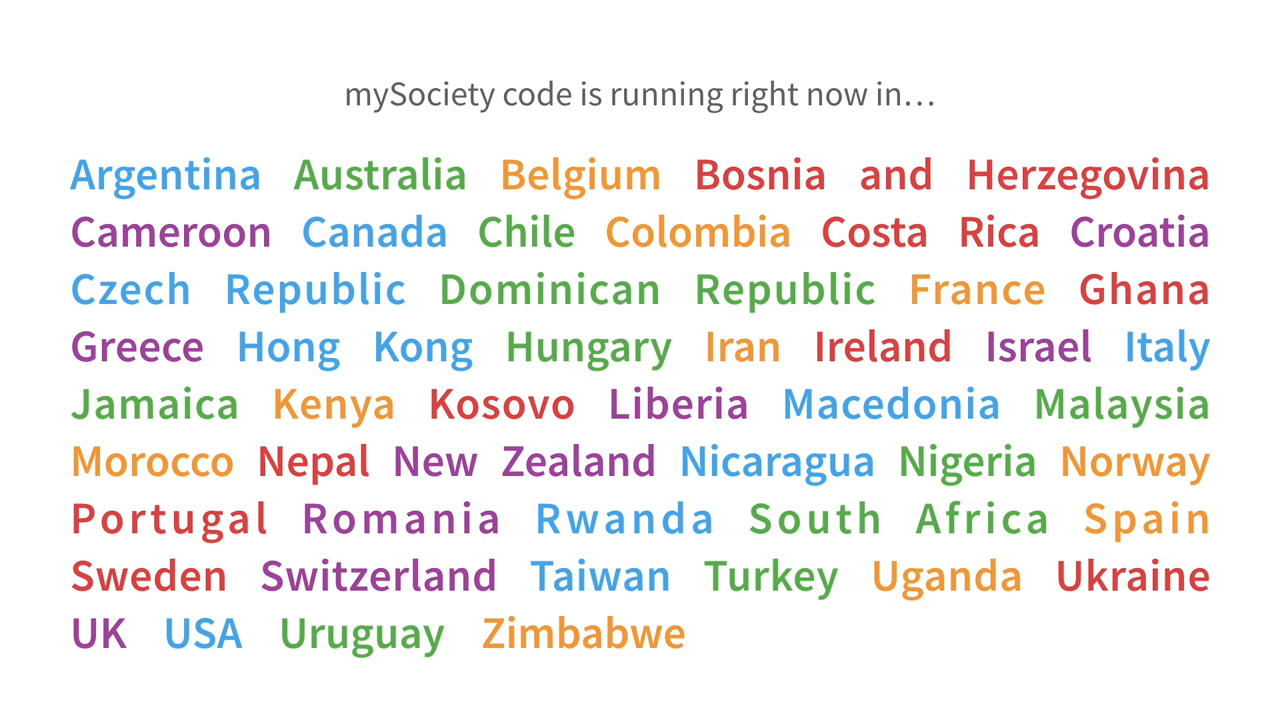 mySociety code is running right now in…
Argentina Australia Belgium Bosnia and Herzegovina
Cameroon Canada Chile Colombia Costa Rica Croatia
Czech Republic Dominican Republic France Ghana
Greece Hong Kong Hungary Iran Ireland Israel Italy
Jamaica Kenya Kosovo Liberia Macedonia Malaysia
Morocco Nepal New Zealand Nicaragua Nigeria Norway
Portugal Romania Rwanda South Africa Spain
Sweden Switzerland Taiwan Turkey Uganda Ukraine
UK USA Uruguay Zimbabwe